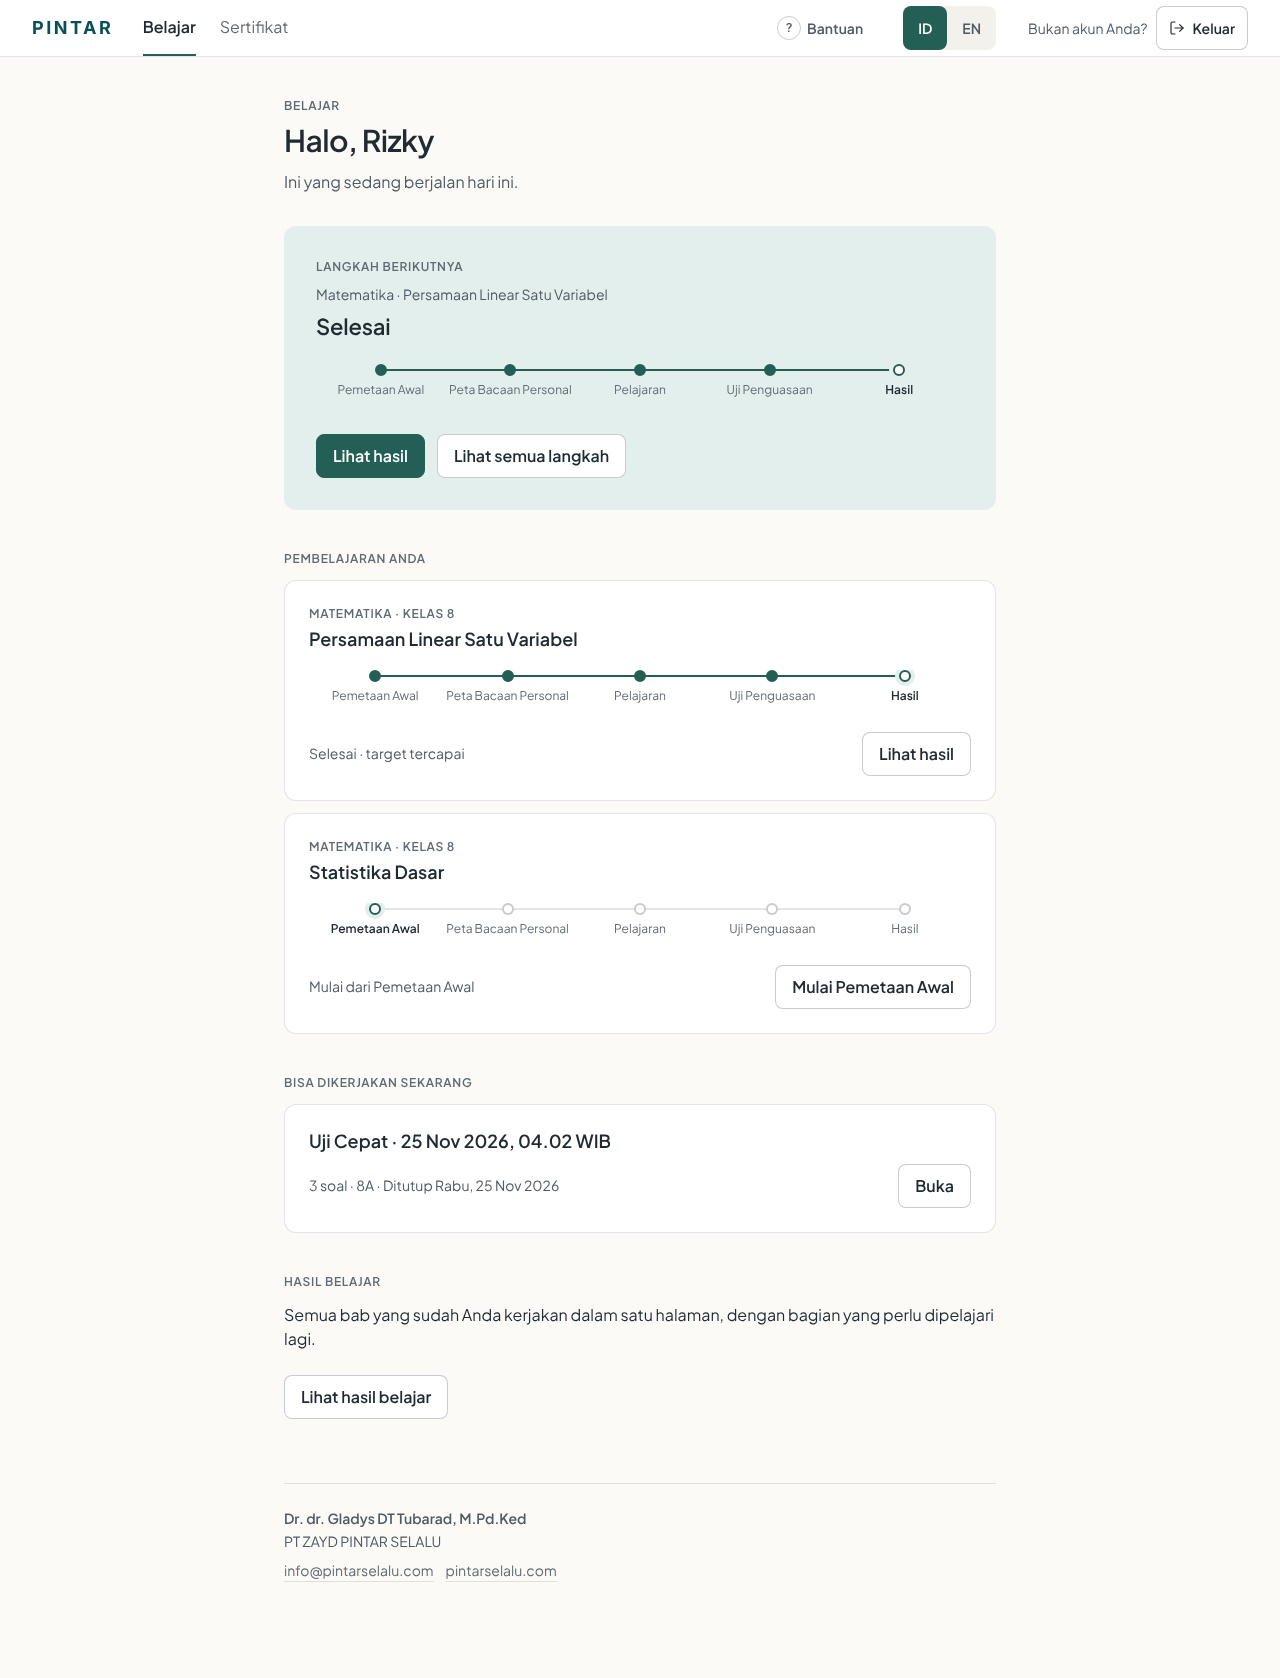 PINTAR
Belajar
Sertifikat
?
Bantuan
ID
EN
Bukan akun Anda?
Keluar
BELAJAR
Halo, Rizky
Ini yang sedang berjalan hari ini.
LANGKAH BERIKUTNYA
Matematika · Persamaan Linear Satu Variabel
Selesai
Pemetaan Awal
Peta Bacaan Personal
Pelajaran
Uji Penguasaan
Hasil
Lihat hasil
Lihat semua langkah
PEMBELAJARAN ANDA
MATEMATIKA · KELAS 8
Persamaan Linear Satu Variabel
Pemetaan Awal
Peta Bacaan Personal
Pelajaran
Uji Penguasaan
Hasil
Selesai · target tercapai
Lihat hasil
MATEMATIKA · KELAS 8
Statistika Dasar
Pemetaan Awal
Peta Bacaan Personal
Pelajaran
Uji Penguasaan
Hasil
Mulai dari Pemetaan Awal
Mulai Pemetaan Awal
BISA DIKERJAKAN SEKARANG
Uji Cepat · 25 Nov 2026, 04.02 WIB
3 soal · 8A · Ditutup Rabu, 25 Nov 2026
Buka
HASIL BELAJAR
Semua bab yang sudah Anda kerjakan dalam satu halaman, dengan bagian yang perlu dipelajari
lagi.
Lihat hasil belajar
Dr. dr. Gladys DT Tubarad, M.Pd.Ked
PT ZAYD PINTAR SELALU
info@pintarselalu.com
pintarselalu.com